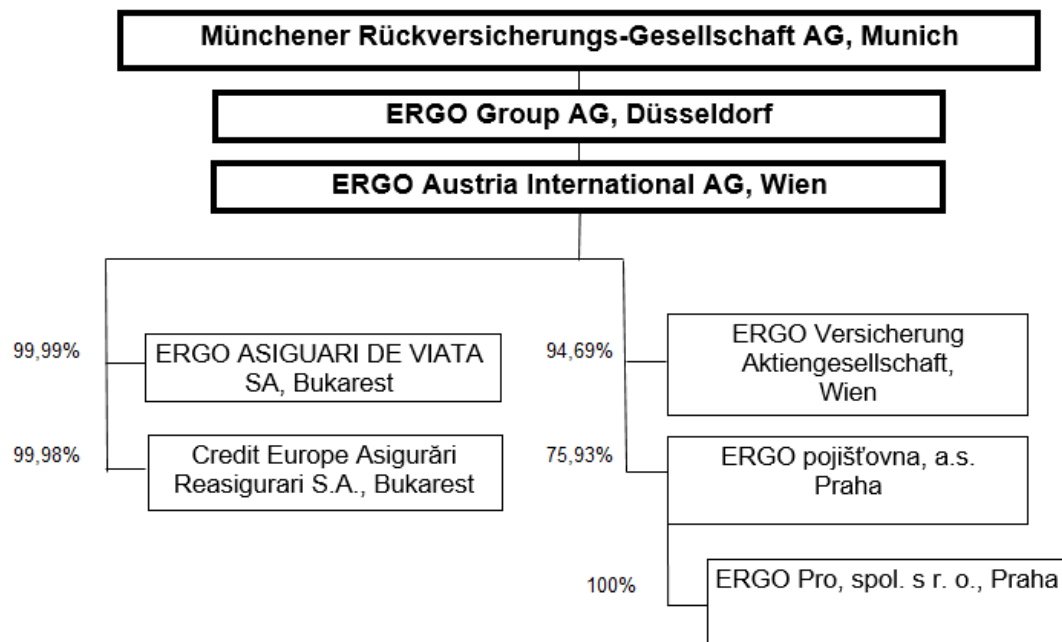 Münchener Rückversicherungs-Gesellschaft AG, Munich
ERGO Group AG, Düsseldorf
ERGO Austria International AG, Wien
99,99%
ERGO ASIGUARI DE VIATA
SA, Bukarest
94,69%
ERGO Versicherung
Aktiengesellschaft,
Wien
99,98%
Credit Europe Asigurări
Reasigurari S.A., Bukarest
75,93%
ERGO pojišťovna, a.s.
Praha
100%
ERGO Pro, spol. s r. o., Praha